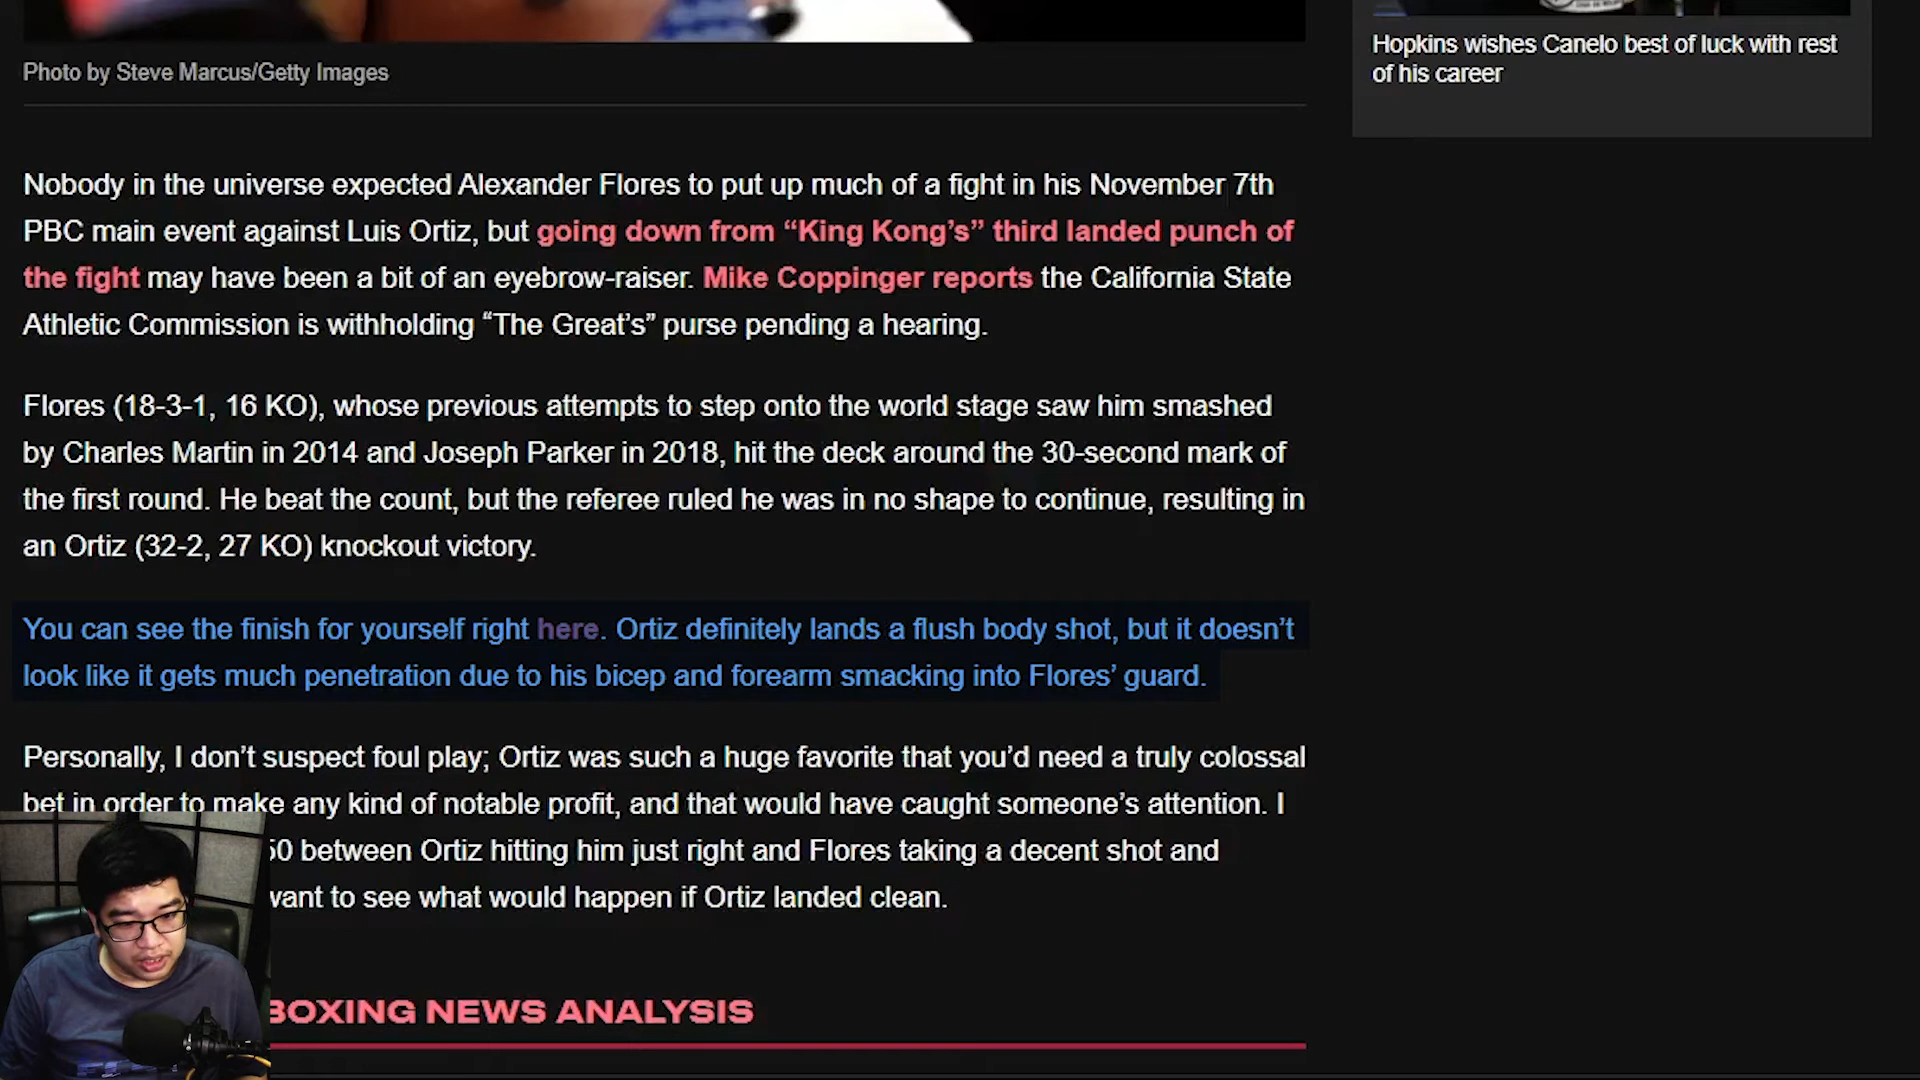 Hopkins wishes Canelo best of luck with rest
of his career
Photo by Steve Marcus/Getty Images
Nobody in the universe expected Alexander Flores to put up much of a fight in his November 7th
PBC main event against Luis Ortiz, but going down from “King Kong’s” third landed punch of
the fight may have been a bit of an eyebrow-raiser. Mike Coppinger reports the California State
Athletic Commission is withholding “The Great’s” purse pending a hearing.
Flores (18-3-1, 16 KO), whose previous attempts to step onto the world stage saw him smashed
by Charles Martin in 2014 and Joseph Parker in 2018, hit the deck around the 30-second mark of
the first round. He beat the count, but the referee ruled he was in no shape to continue, resulting in
an Ortiz (32-2, 27 KO) knockout victory.
You can see the finish for yourself right here. Ortiz definitely lands a flush body shot, but it doesn’t
look like it gets much penetration due to his bicep and forearm smacking into Flores’ guard.
Personally, I don’t suspect foul play; Ortiz was such a huge favorite that you’d need a truly colossal
bet in order to make any kind of notable profit, and that would have caught someone’s attention. I
50 between Ortiz hitting him just right and Flores taking a decent shot and
want to see what would happen if Ortiz landed clean.
BOXING NEWS ANALYSIS